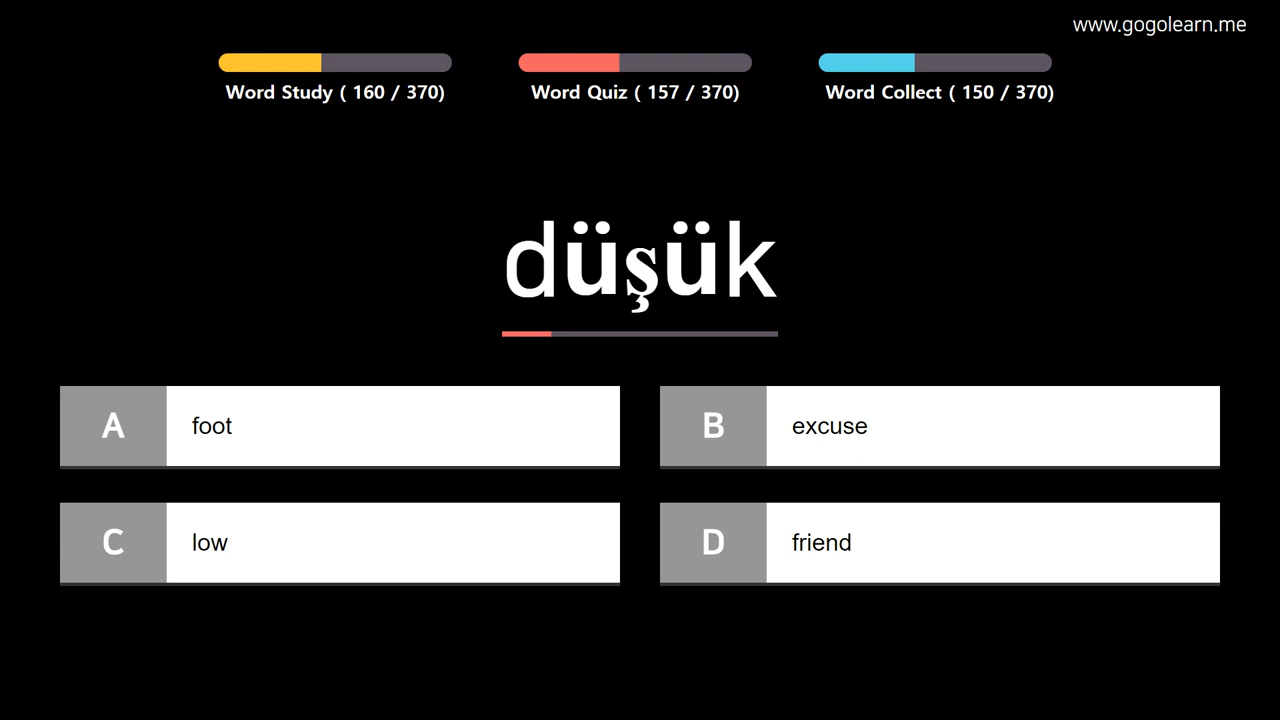 www.gogolearn.me
Word Study ( 160 / 370)
Word Quiz ( 157 / 370)
Word Collect ( 150 / 370)
düşük
A foot
B excuse
C low
D friend